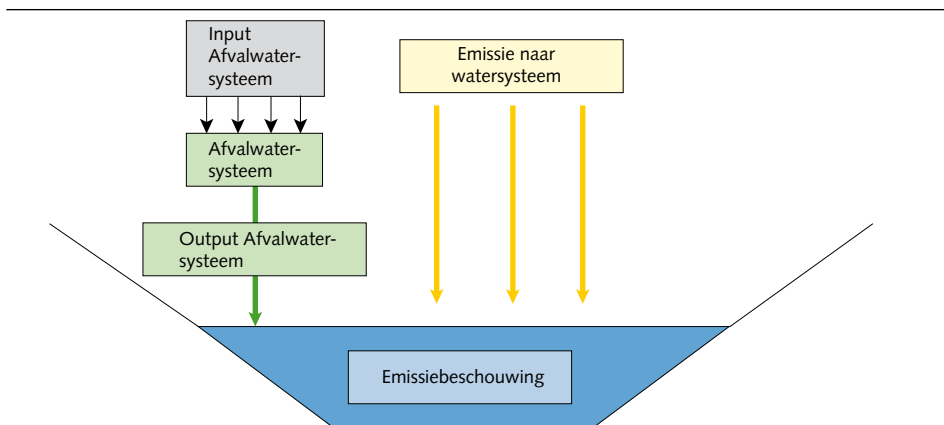 Input
Afvalwater-
systeem
Emissie naar
watersysteem
Afvalwater-
systeem
Output Afvalwater-
systeem
Emissiebeschouwing